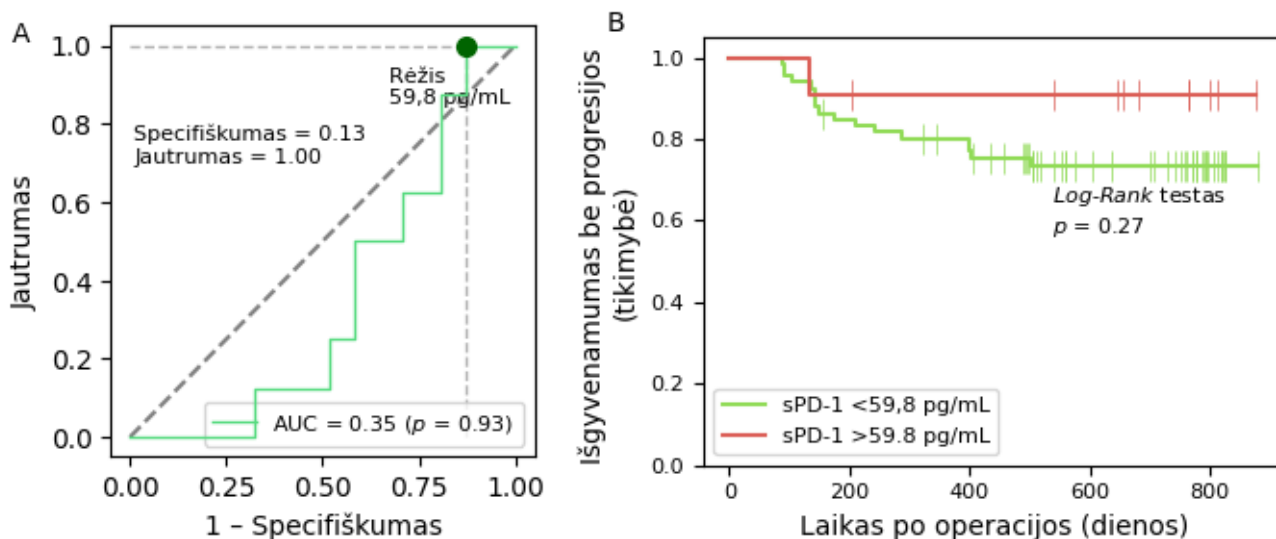 A
1.0
0.8
0.6
0.4
0.2
0.0
Jautrumas
Rėžis
59,8 pg/mL
Specifiškumas = 0.13
Jautrumas = 1.00
AUC = 0.35 (p = 0.93)
0.00
0.25
0.50
0.75
1.00
1 – Specifiškumas
B
1.0
0.8
0.6
0.4
0.2
0.0
Išgyvenamumas be progresijos
(tikimybė)
Log-Rank testas
p = 0.27
sPD-1 <59,8 pg/mL
sPD-1 >59.8 pg/mL
0
200
400
600
800
Laikas po operacijos (dienos)